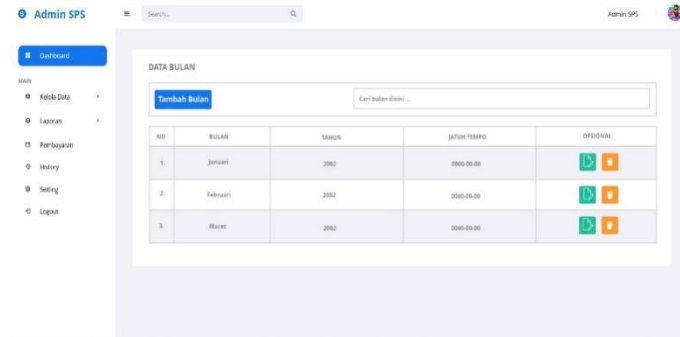 Admin SPS
Search...
Admin SPS
Dashboard
MAIN
Kelola Data
Laporan
Pembayaran
History
Setting
Logout
DATA BULAN
Tambah Bulan
Cari bulan disini ...
NO BULAN TAHUN JATUH TEMPO OPSIONAL
1. Januari 2002 0000-00-00
2. Februari 2002 0000-00-00
3. Maret 2002 0000-00-00